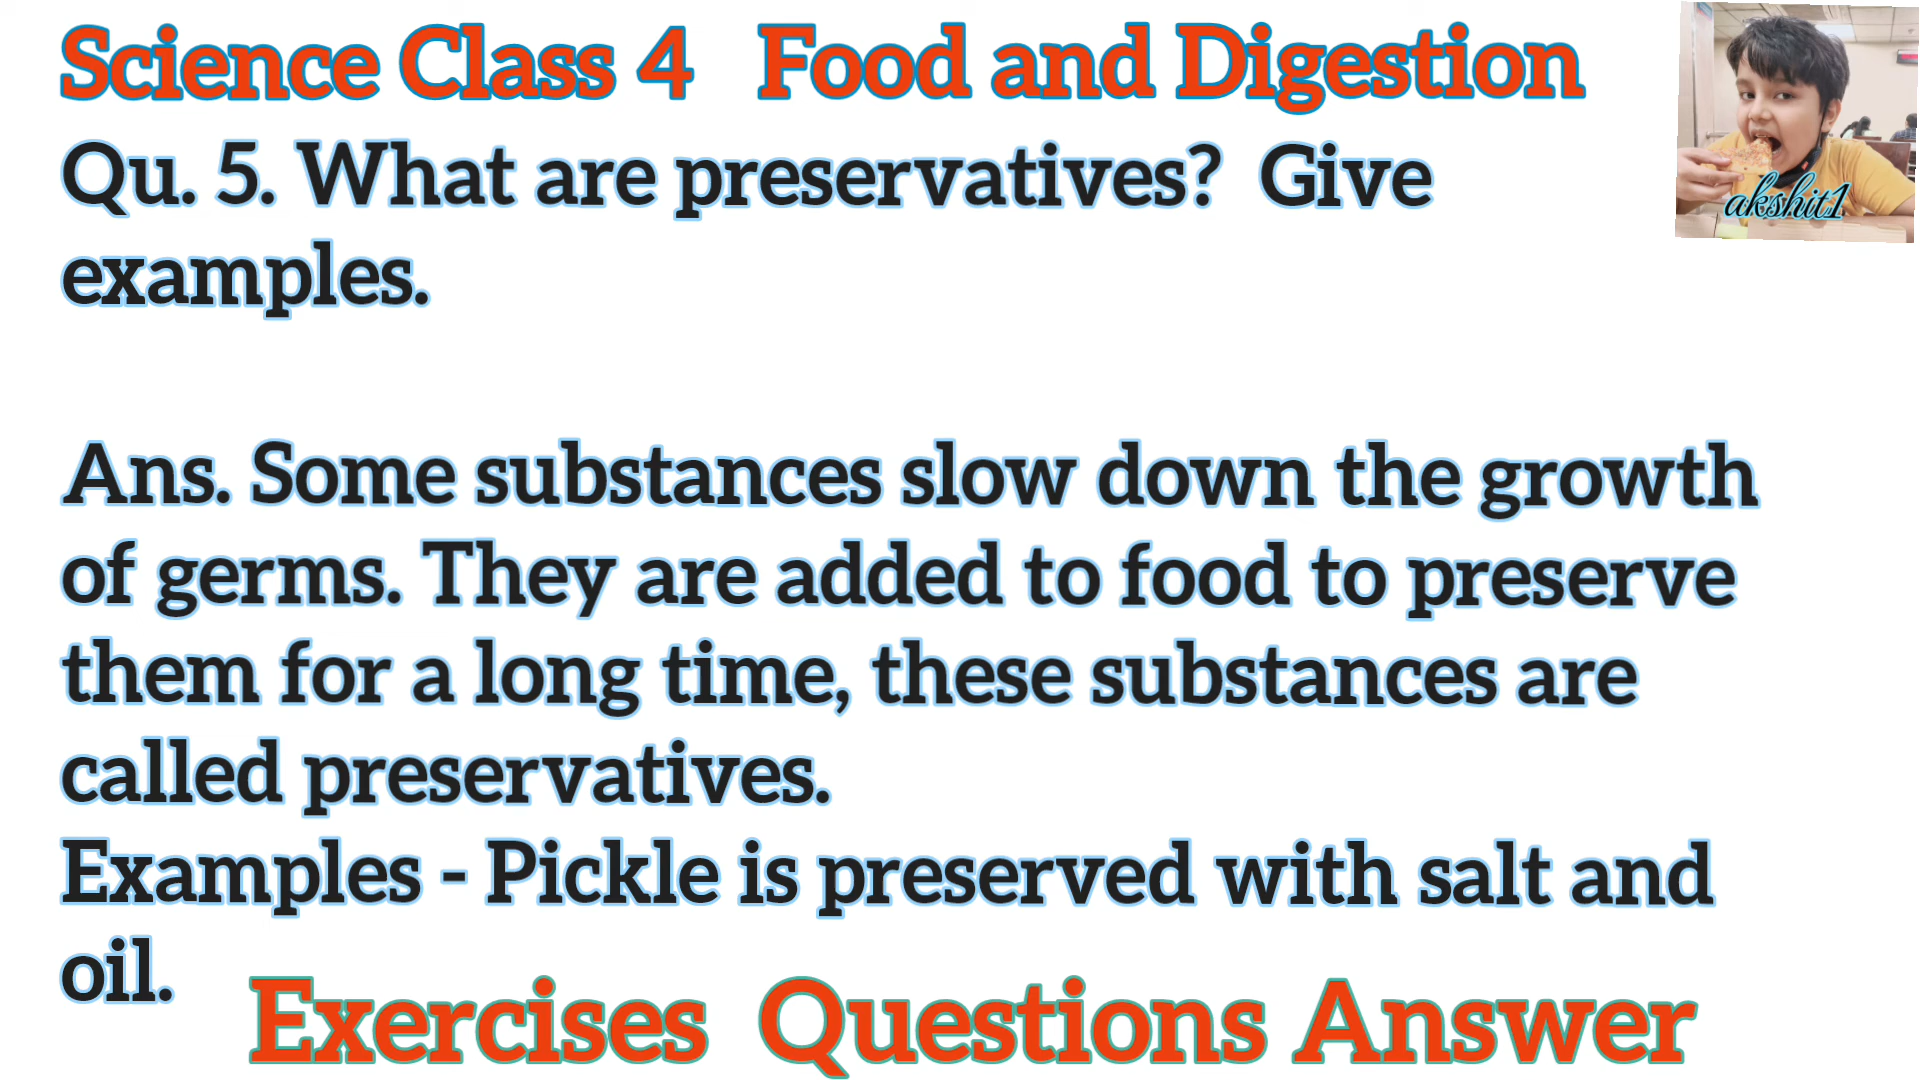 Science Class 4 Food and Digestion
Qu. 5. What are preservatives? Give
examples.
akshit1
Ans. Some substances slow down the growth
of germs. They are added to food to preserve
them for a long time, these substances are
called preservatives.
Examples - Pickle is preserved with salt and
oil.
Exercises Questions Answer